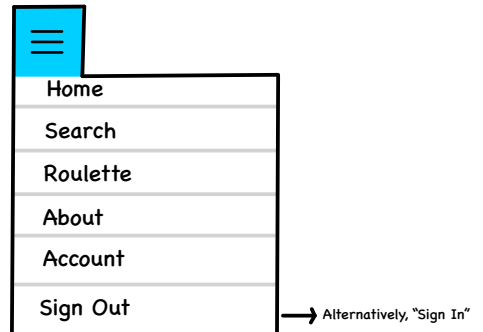 Home
Search
Roulette
About
Account
Sign Out
Alternatively, "Sign In"